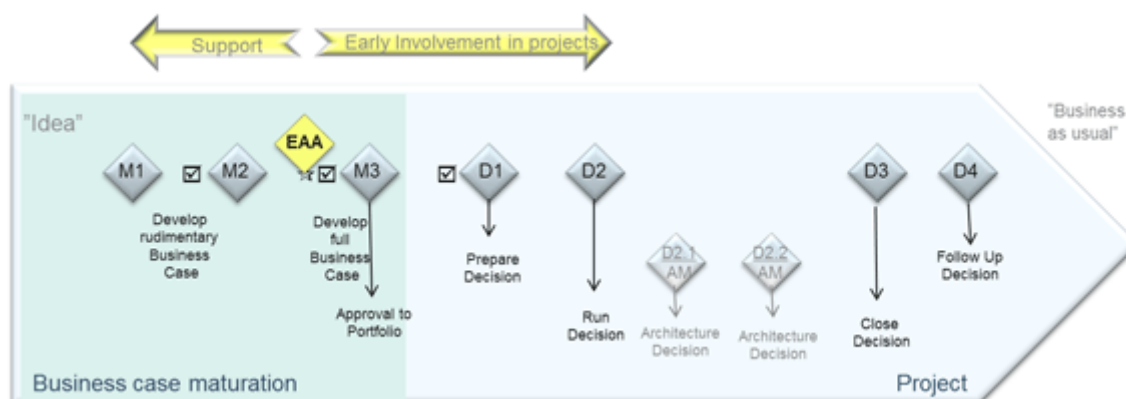 Support
Early Involvement in projects
"Idea"
"Business
as usual"
EAA
M1
M2
M3
D1
D2
D3
D4
Develop
rudimentary
Business
Case
Develop
full
Business
Case
Approval to
Portfolio
Prepare
Decision
Run
Decision
D2.1
AM
Architecture
Decision
D2.2
AM
Architecture
Decision
Close
Decision
Follow Up
Decision
Business case maturation
Project